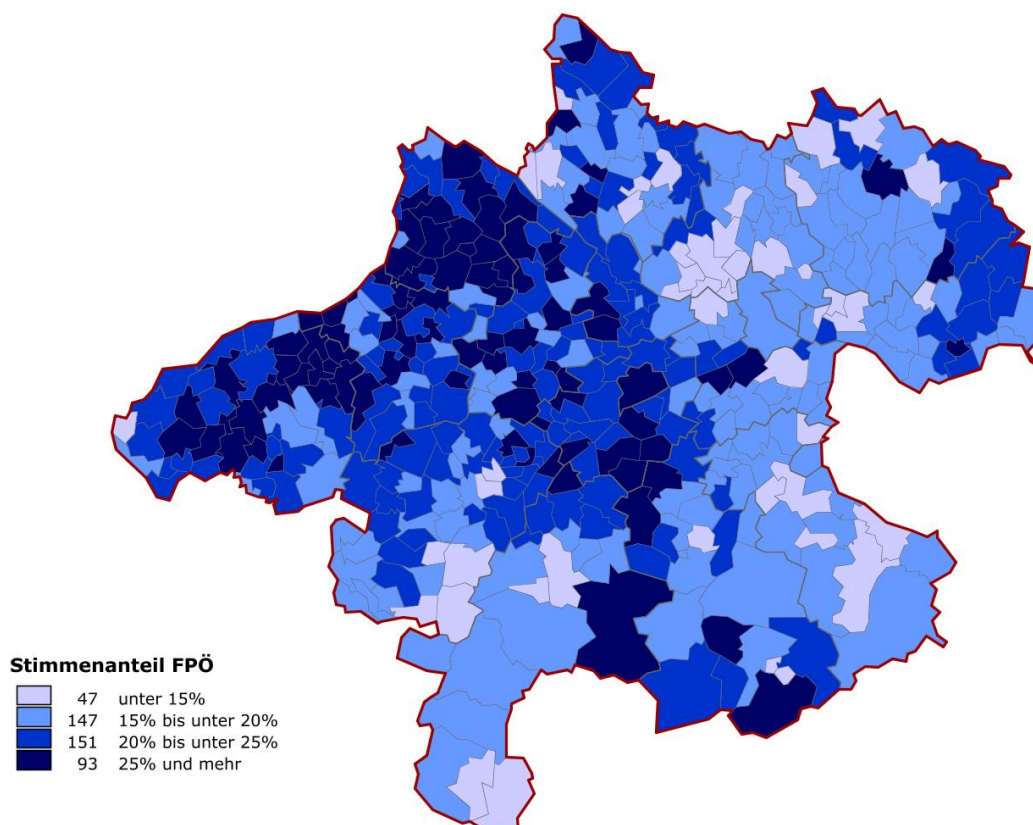 Stimmenanteil FPÖ
47 unter 15%
147 15% bis unter 20%
151 20% bis unter 25%
93 25% und mehr